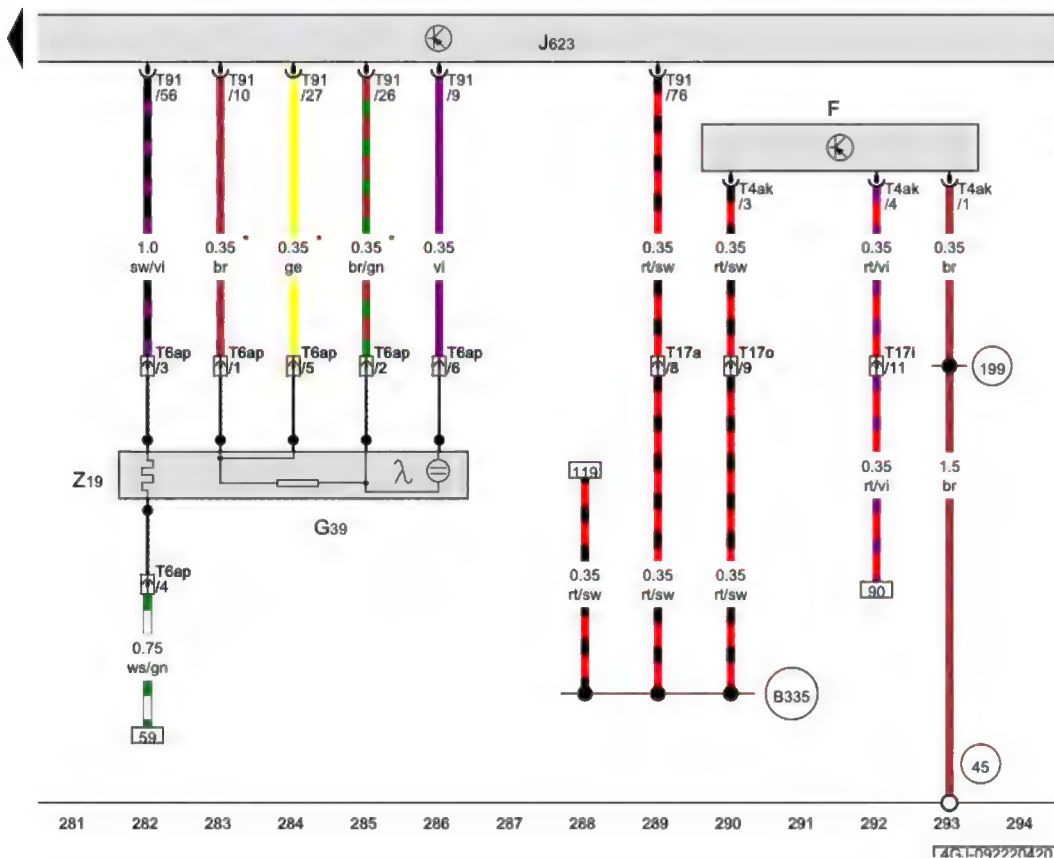 J623
T91 T91 T91 T91 T91 T91
/56 /10 /27 /26 /9 /76
F
T4ak T4ak T4ak
/3 /4 /1
1.0 0.35 * 0.35 * 0.35 * 0.35 0.35 0.35 0.35 0.35
sw/vi br ge br/gn vi rt/sw rt/sw rt/vi br
T6ap T6ap T6ap T6ap T6ap T17a T17o T17i
/3 /1 /5 /2 /6 /8 /9 /11
199
Z19
λ
119
0.35 1.5
rt/vi br
G39
T6ap
/4
0.35 0.35 0.35
rt/sw rt/sw rt/sw
90
0.75
ws/gn
B335
59
45
281 282 283 284 285 286 287 288 289 290 291 292 293 294
4GJ-092220420